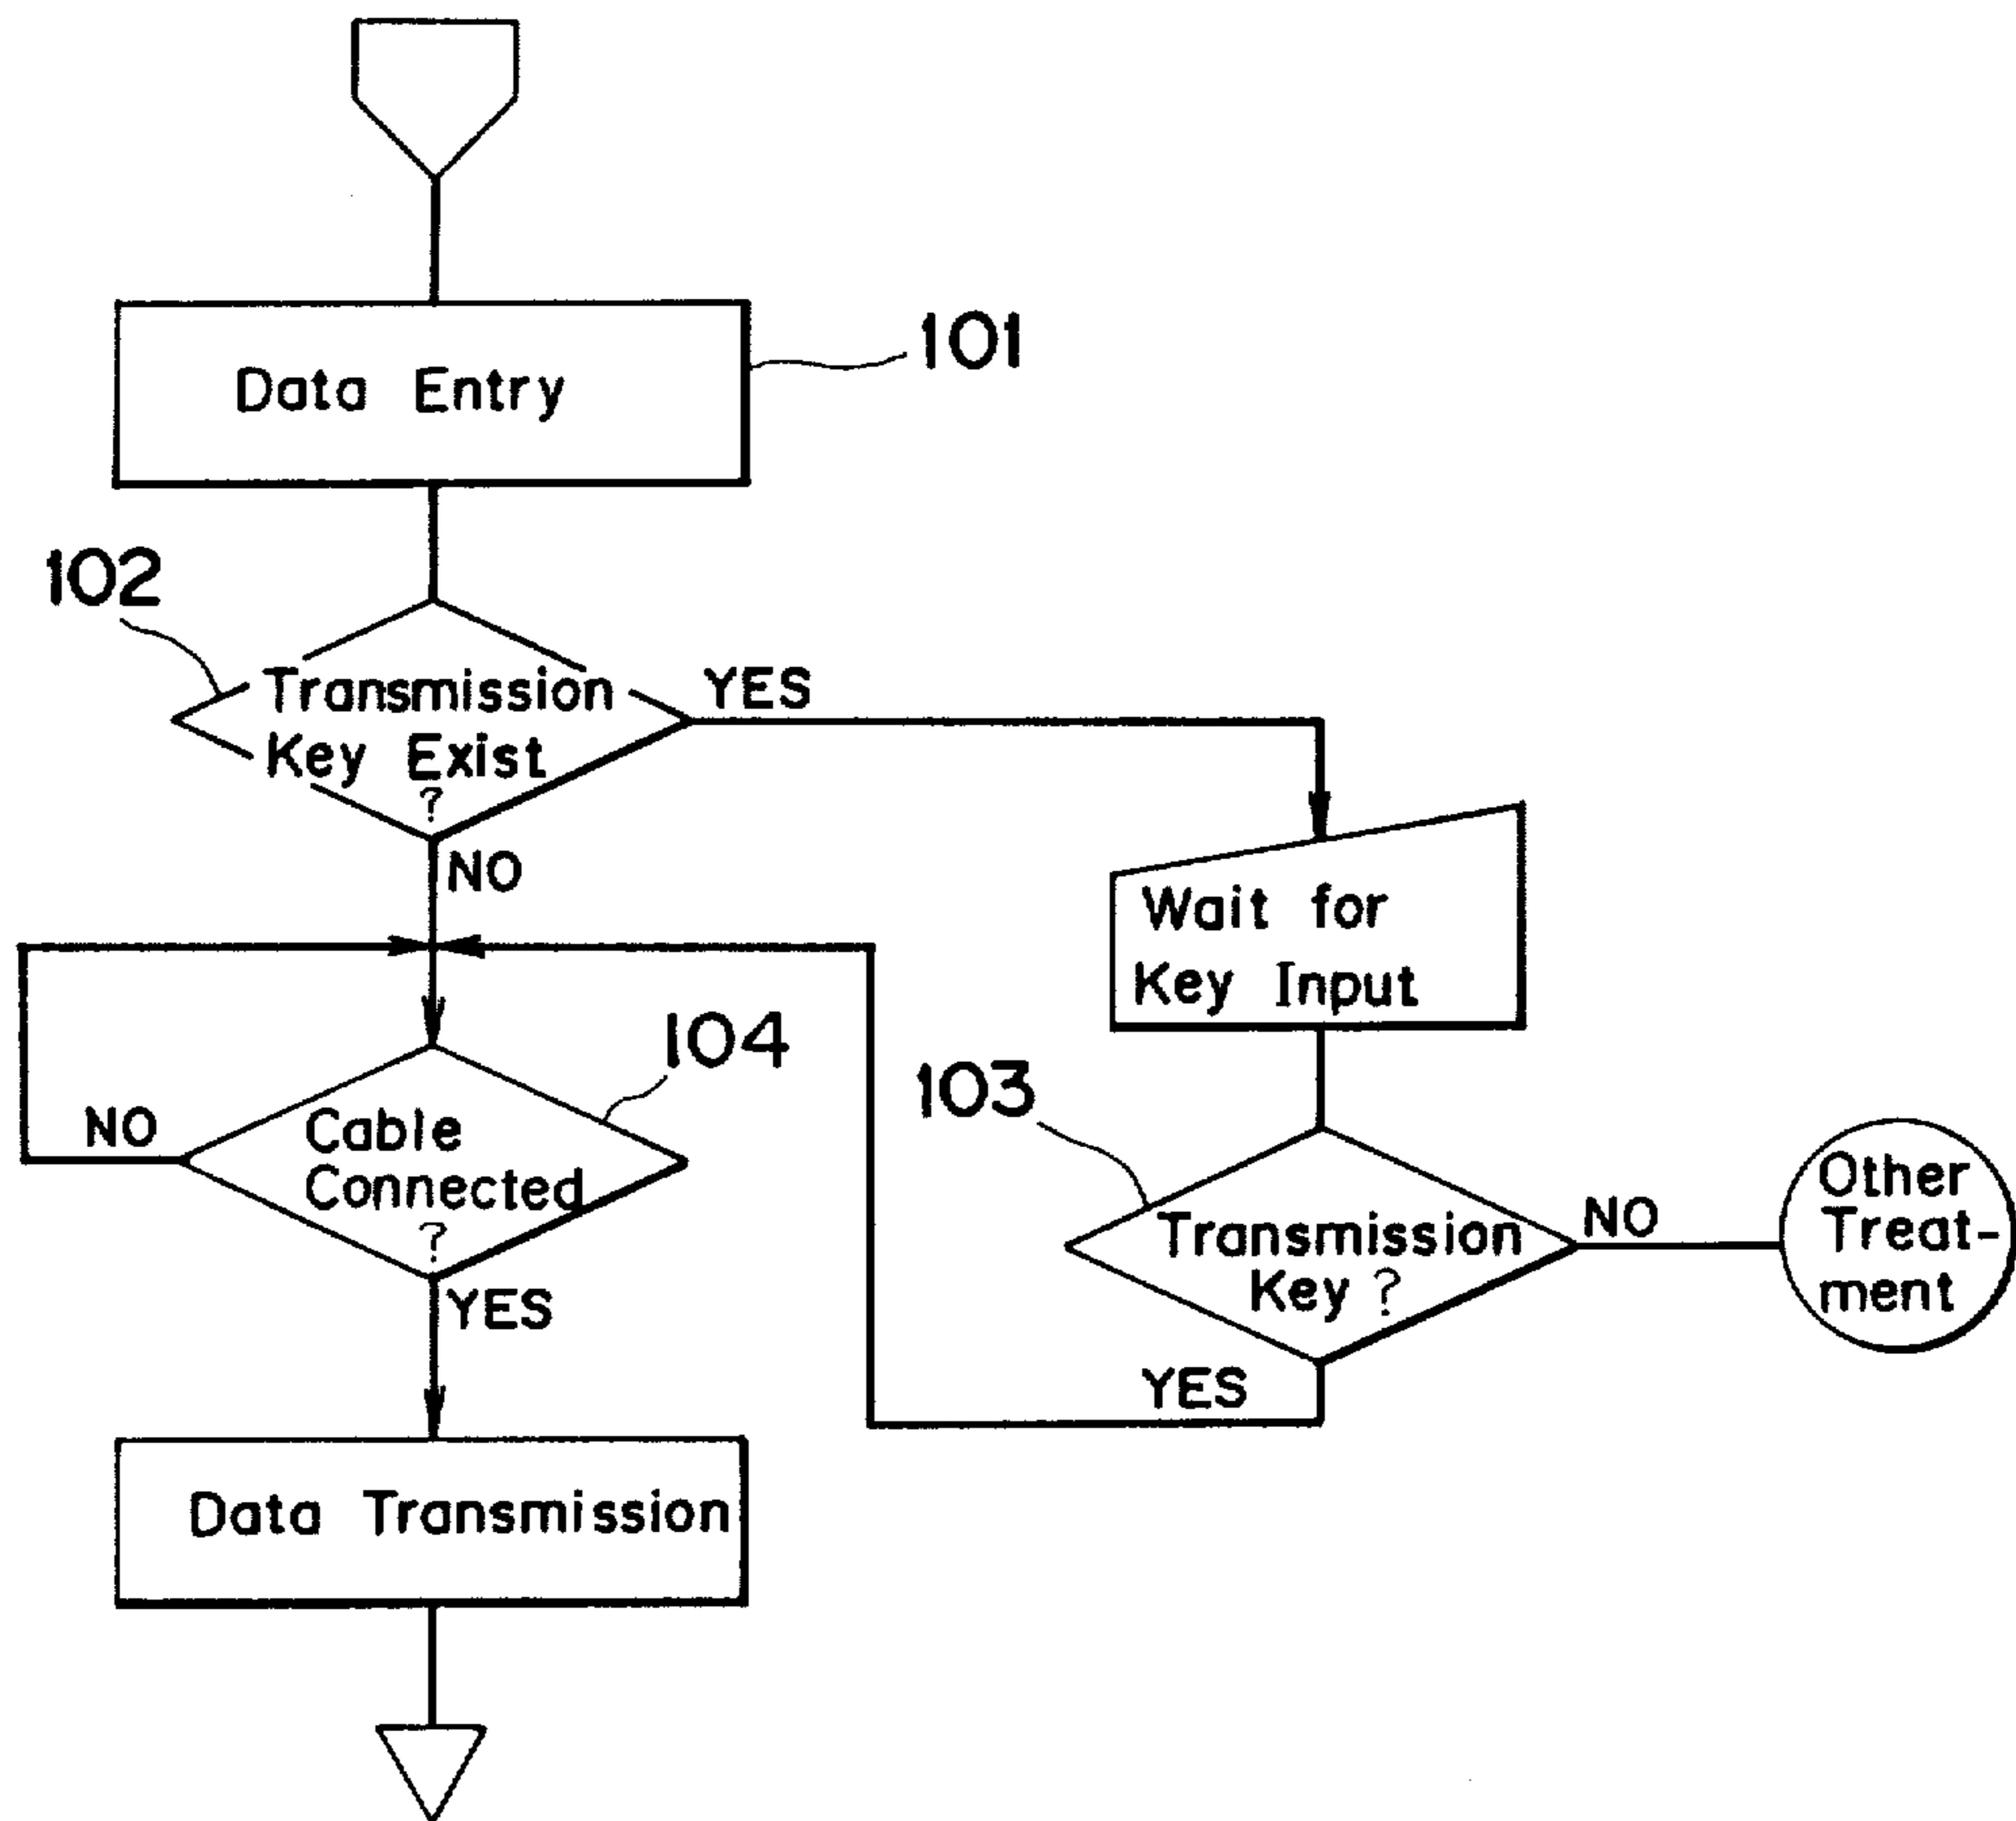 Data Entry
101
102
Transmission
Key Exist
?
YES
NO
Wait for
Key Input
104
NO
Cable
Connected
?
YES
103
Transmission
Key ?
NO
Other
Treat-
ment
YES
Data Transmission